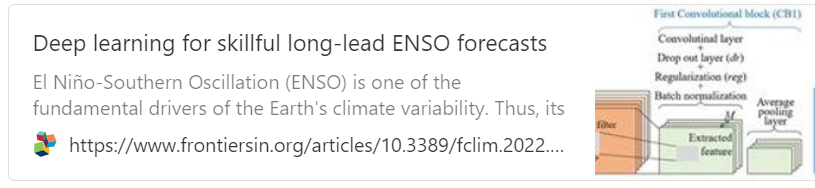 Deep learning for skillful long-lead ENSO forecasts
El Niño-Southern Oscillation (ENSO) is one of the
fundamental drivers of the Earth's climate variability. Thus, its
https://www.frontiersin.org/articles/10.3389/fclim.2022....
First Convolutional block (CB1)
Convolutinal layer
+
Drop out layer (dr)
+
Regularization (reg)
+
Batch normalization
filter
M
Extracted
feature
Average
pooling
layer